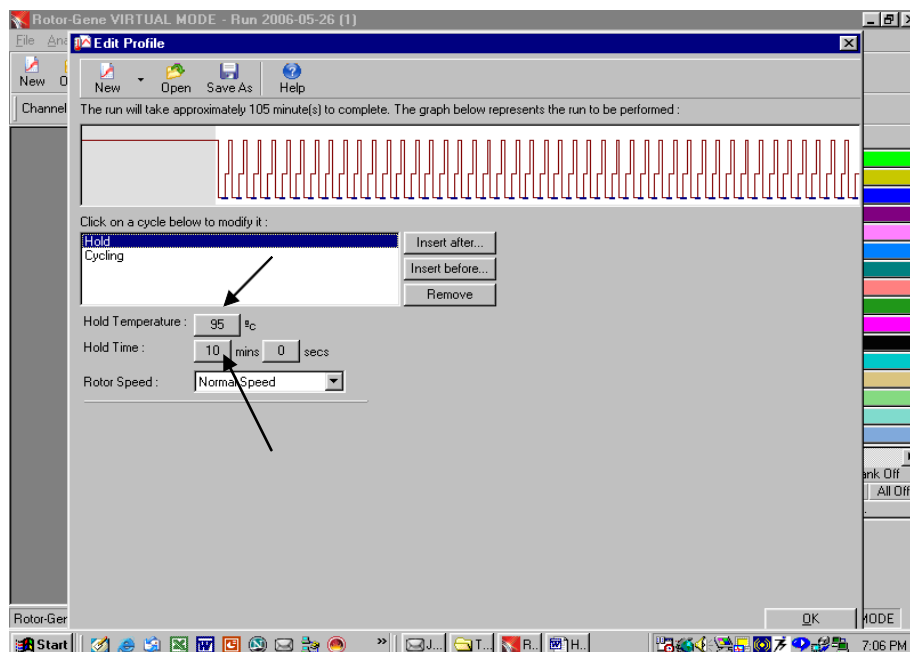 Rotor-Gene VIRTUAL MODE - Run 2006-05-26 (1)
File Ana
Edit Profile
New O
New Open Save As Help
Channel
The run will take approximately 105 minute(s) to complete. The graph below represents the run to be performed :
Click on a cycle below to modify it :
Hold
Cycling
Insert after...
Insert before...
Remove
Hold Temperature : 95 ºc
Hold Time : 10 mins 0 secs
Rotor Speed : Normal Speed
ank Off
All Off
Rotor-Ger
OK
MODE
Start
W
»
J...
T...
R..
H..
7:06 PM